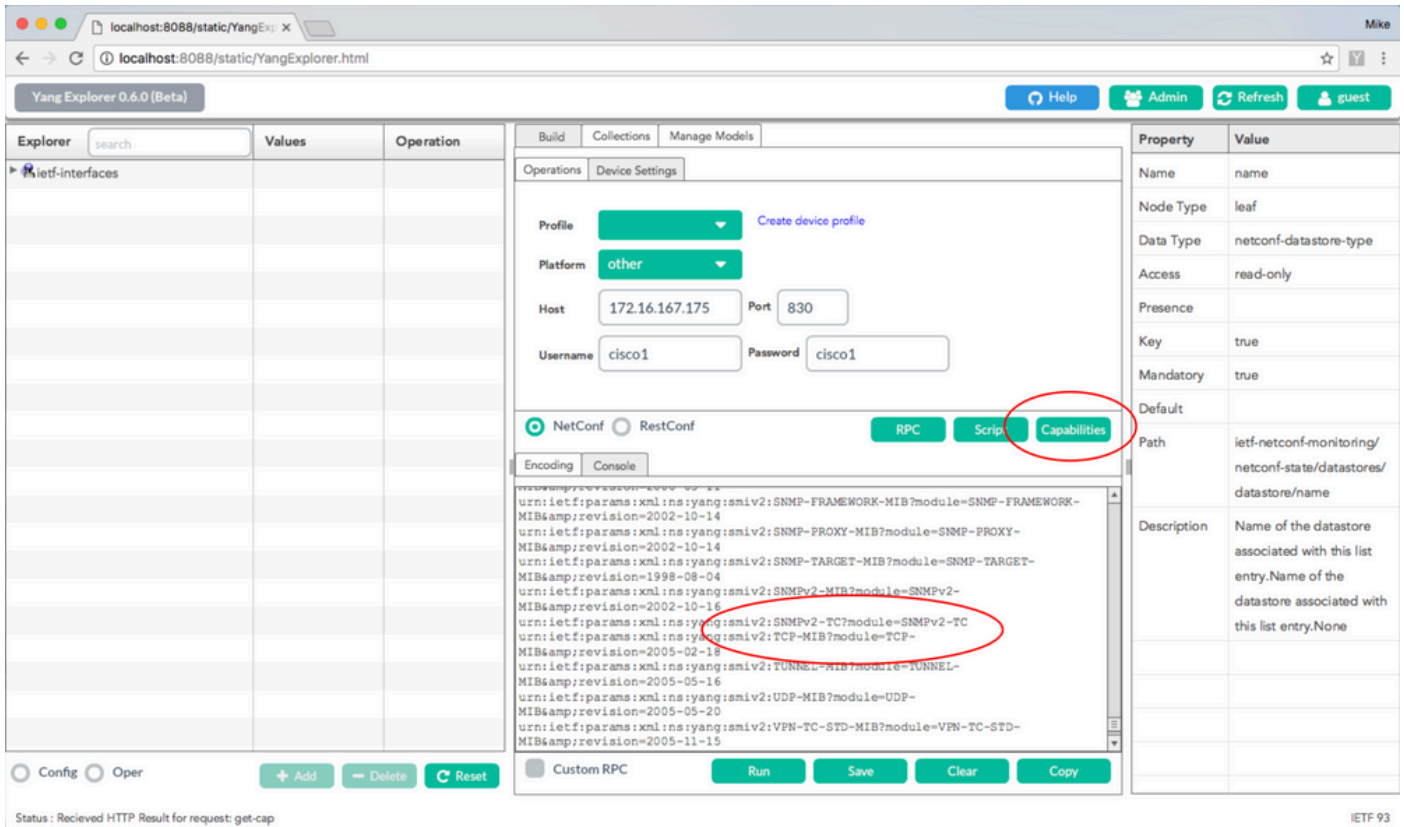 localhost:8088/static/YangExp
Mike
localhost:8088/static/YangExplorer.html
Yang Explorer 0.6.0 (Beta)
Help
Admin
Refresh
guest
Explorer
search
Values
Operation
ietf-interfaces
Config
Oper
Add
Delete
Reset
Build
Collections
Manage Models
Operations
Device Settings
Profile
Create device profile
Platform
other
Host
172.16.167.175
Port
830
Username
cisco1
Password
cisco1
NetConf
RestConf
RPC
Script
Capabilities
Encoding
Console
urn:ietf:params:xml:ns:yang:smiv2:SNMP-FRAMEWORK-MIB?module=SNMP-FRAMEWORK-
MIB&amp;revision=2002-10-14
urn:ietf:params:xml:ns:yang:smiv2:SNMP-PROXY-MIB?module=SNMP-PROXY-
MIB&amp;revision=2002-10-14
urn:ietf:params:xml:ns:yang:smiv2:SNMP-TARGET-MIB?module=SNMP-TARGET-
MIB&amp;revision=1998-08-04
urn:ietf:params:xml:ns:yang:smiv2:SNMPv2-MIB?module=SNMPv2-
MIB&amp;revision=2002-10-16
urn:ietf:params:xml:ns:yang:smiv2:SNMPv2-TC?module=SNMPv2-TC
urn:ietf:params:xml:ns:yang:smiv2:TCP-MIB?module=TCP-
MIB&amp;revision=2005-02-18
urn:ietf:params:xml:ns:yang:smiv2:TUNNEL-MIB?module=TUNNEL-
MIB&amp;revision=2005-05-16
urn:ietf:params:xml:ns:yang:smiv2:UDP-MIB?module=UDP-
MIB&amp;revision=2005-05-20
urn:ietf:params:xml:ns:yang:smiv2:VPN-TC-STD-MIB?module=VPN-TC-STD-
MIB&amp;revision=2005-11-15
Custom RPC
Run
Save
Clear
Copy
Property
Value
Name
name
Node Type
leaf
Data Type
netconf-datastore-type
Access
read-only
Presence
Key
true
Mandatory
true
Default
Path
ietf-netconf-monitoring/
netconf-state/datastores/
datastore/name
Description
Name of the datastore
associated with this list
entry.Name of the
datastore associated with
this list entry.None
Status : Recieved HTTP Result for request: get-cap
IETF 93